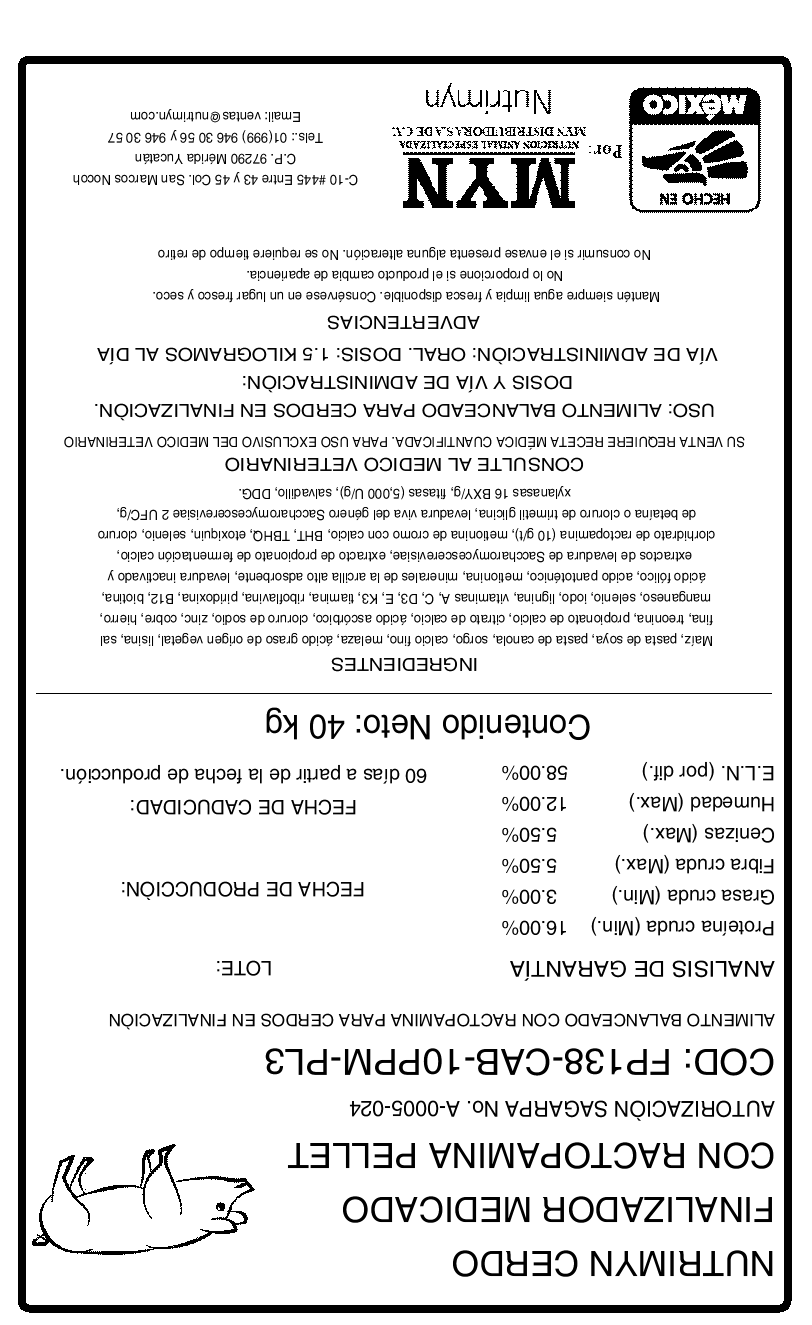 NUTRIMYN CERDO
FINALIZADOR MEDICADO
CON RACTOPAMINA PELLET
AUTORIZACIÒN SAGARPA No. A-0005-024
COD: FP138-CAB-10PPM-PL3
ALIMENTO BALANCEADO CON RACTOPAMINA PARA CERDOS EN FINALIZACIÒN
ANALISIS DE GARANTÍA
Proteína cruda (Min.) 16.00%
Grasa cruda (Min.) 3.00%
Fibra cruda (Max.) 5.50%
Cenizas (Max.) 5.50%
Humedad (Max.) 12.00%
E.L.N. (por dif.) 58.00%
LOTE:
FECHA DE PRODUCCIÒN:
FECHA DE CADUCIDAD:
60 días a partir de la fecha de producción.
Contenido Neto: 40 kg
INGREDIENTES
Maíz, pasta de soya, pasta de canola, sorgo, calcio fino, melaza, ácido graso de origen vegetal, lisina, sal
fina, treonina, propionato de calcio, citrato de calcio, ácido ascórbico, cloruro de sodio, zinc, cobre, hierro,
manganeso, selenio, iodo, lignina, vitaminas A, C, D3, E, K3, tiamina, riboflavina, piridoxina, B12, biotina,
ácido fólico, acido pantoténico, metionina, minerales de la arcilla alto adsorbente, levadura inactivado y
extractos de levadura de Saccharomycescerevisiae, extracto de propionato de fermentación calcio,
clorhidrato de ractopamina (10 g/t), metionina de cromo con calcio, BHT, TBHQ, etoxiquin, selenio, cloruro
de betaína o cloruro de trimetil glicina, levadura viva del género Saccharomycescerevisiae 2 UFC/g,
xylanasas 16 BXY/g, fitasas (5,000 U/g), salvadillo, DDG.
CONSULTE AL MEDICO VETERINARIO
SU VENTA REQUIERE RECETA MÉDICA CUANTIFICADA. PARA USO EXCLUSIVO DEL MEDICO VETERINARIO
USO: ALIMENTO BALANCEADO PARA CERDOS EN FINALIZACIÒN.
DOSIS Y VÍA DE ADMINISTRACIÒN:
VÍA DE ADMINISTRACIÒN: ORAL. DOSIS: 1.5 KILOGRAMOS AL DÍA
ADVERTENCIAS
Mantén siempre agua limpia y fresca disponible. Consérvese en un lugar fresco y seco.
No lo proporcione si el producto cambia de apariencia.
No consumir si el envase presenta alguna alteración. No se requiere tiempo de retiro
HECHO EN
MÉXICO
Por:
MYN
NUTRICION ANIMAL ESPECIALIZADA
MYN DISTRIBUIDORA S.A DE C.V.
Nutrimyn
C-10 #445 Entre 43 y 45 Col. San Marcos Nocoh
C.P. 97290 Mérida Yucatán
Tels.: 01(999) 946 30 56 y 946 30 57
Email: ventas@nutrimyn.com